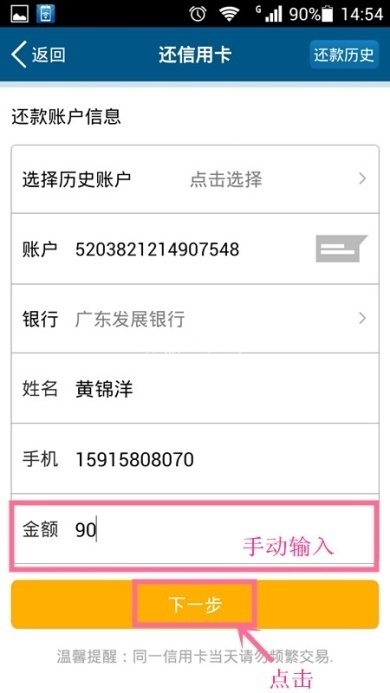 G 90% 14:54
返回 还信用卡 还款历史
还款账户信息
选择历史账户 点击选择
账户 5203821214907548
银行 广东发展银行
姓名 黄锦洋
手机 15915808070
金额 90
手动输入
下一步
温馨提醒：同一信用卡当天请勿频繁交易.
点击